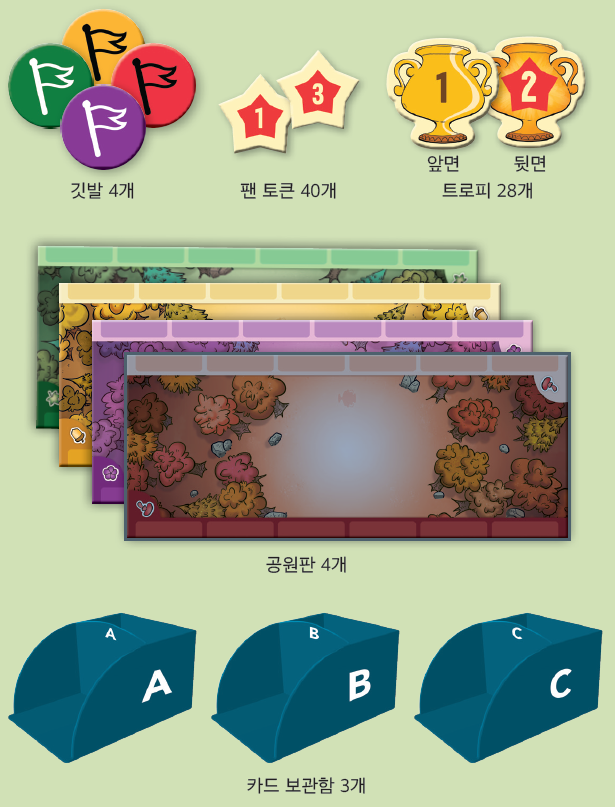 1
3
1
2
앞면
뒷면
깃발 4개
팬 토큰 40개
트로피 28개
공원판 4개
A
B
C
A
B
C
카드 보관함 3개